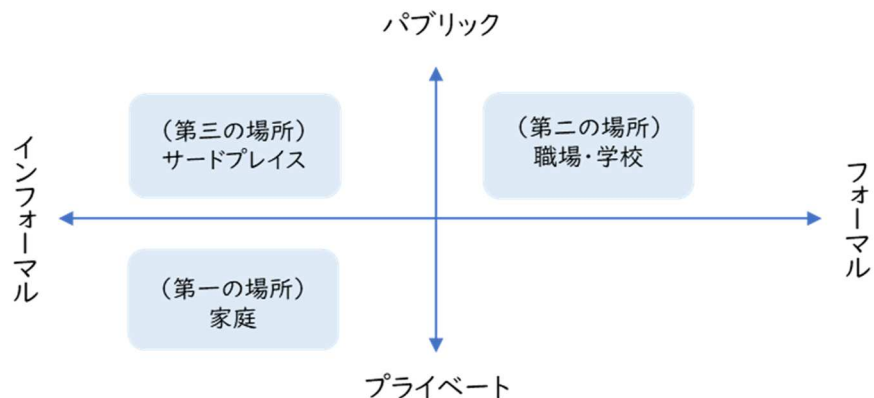 パブリック
(第三の場所)
サードプレイス
(第二の場所)
職場・学校
インフォーマル
フォーマル
(第一の場所)
家庭
プライベート